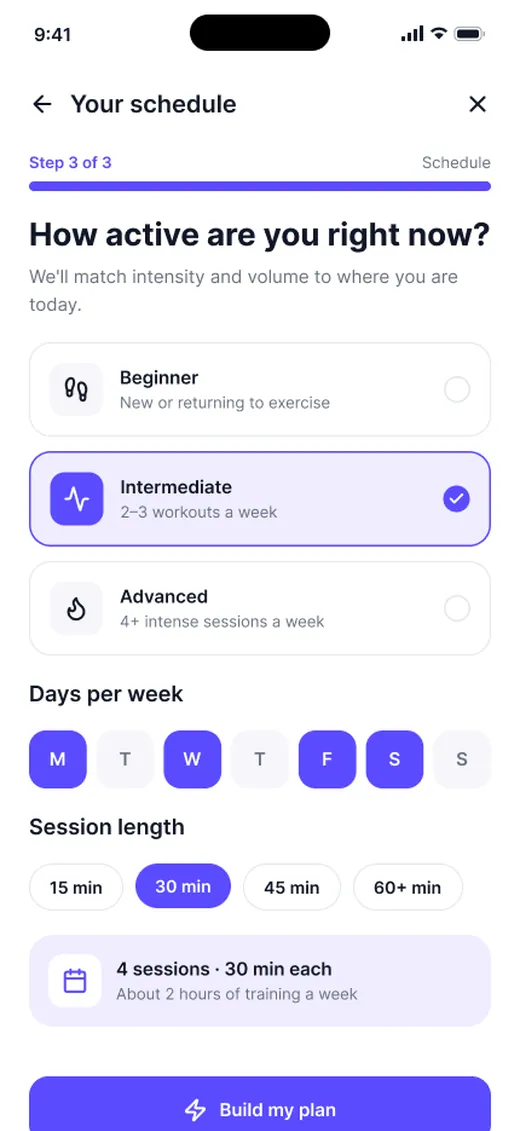 9:41
Your schedule
Step 3 of 3
Schedule
How active are you right now?
We'll match intensity and volume to where you are
today.
Beginner
New or returning to exercise
Intermediate
2–3 workouts a week
Advanced
4+ intense sessions a week
Days per week
M T W T F S S
Session length
15 min 30 min 45 min 60+ min
4 sessions · 30 min each
About 2 hours of training a week
Build my plan